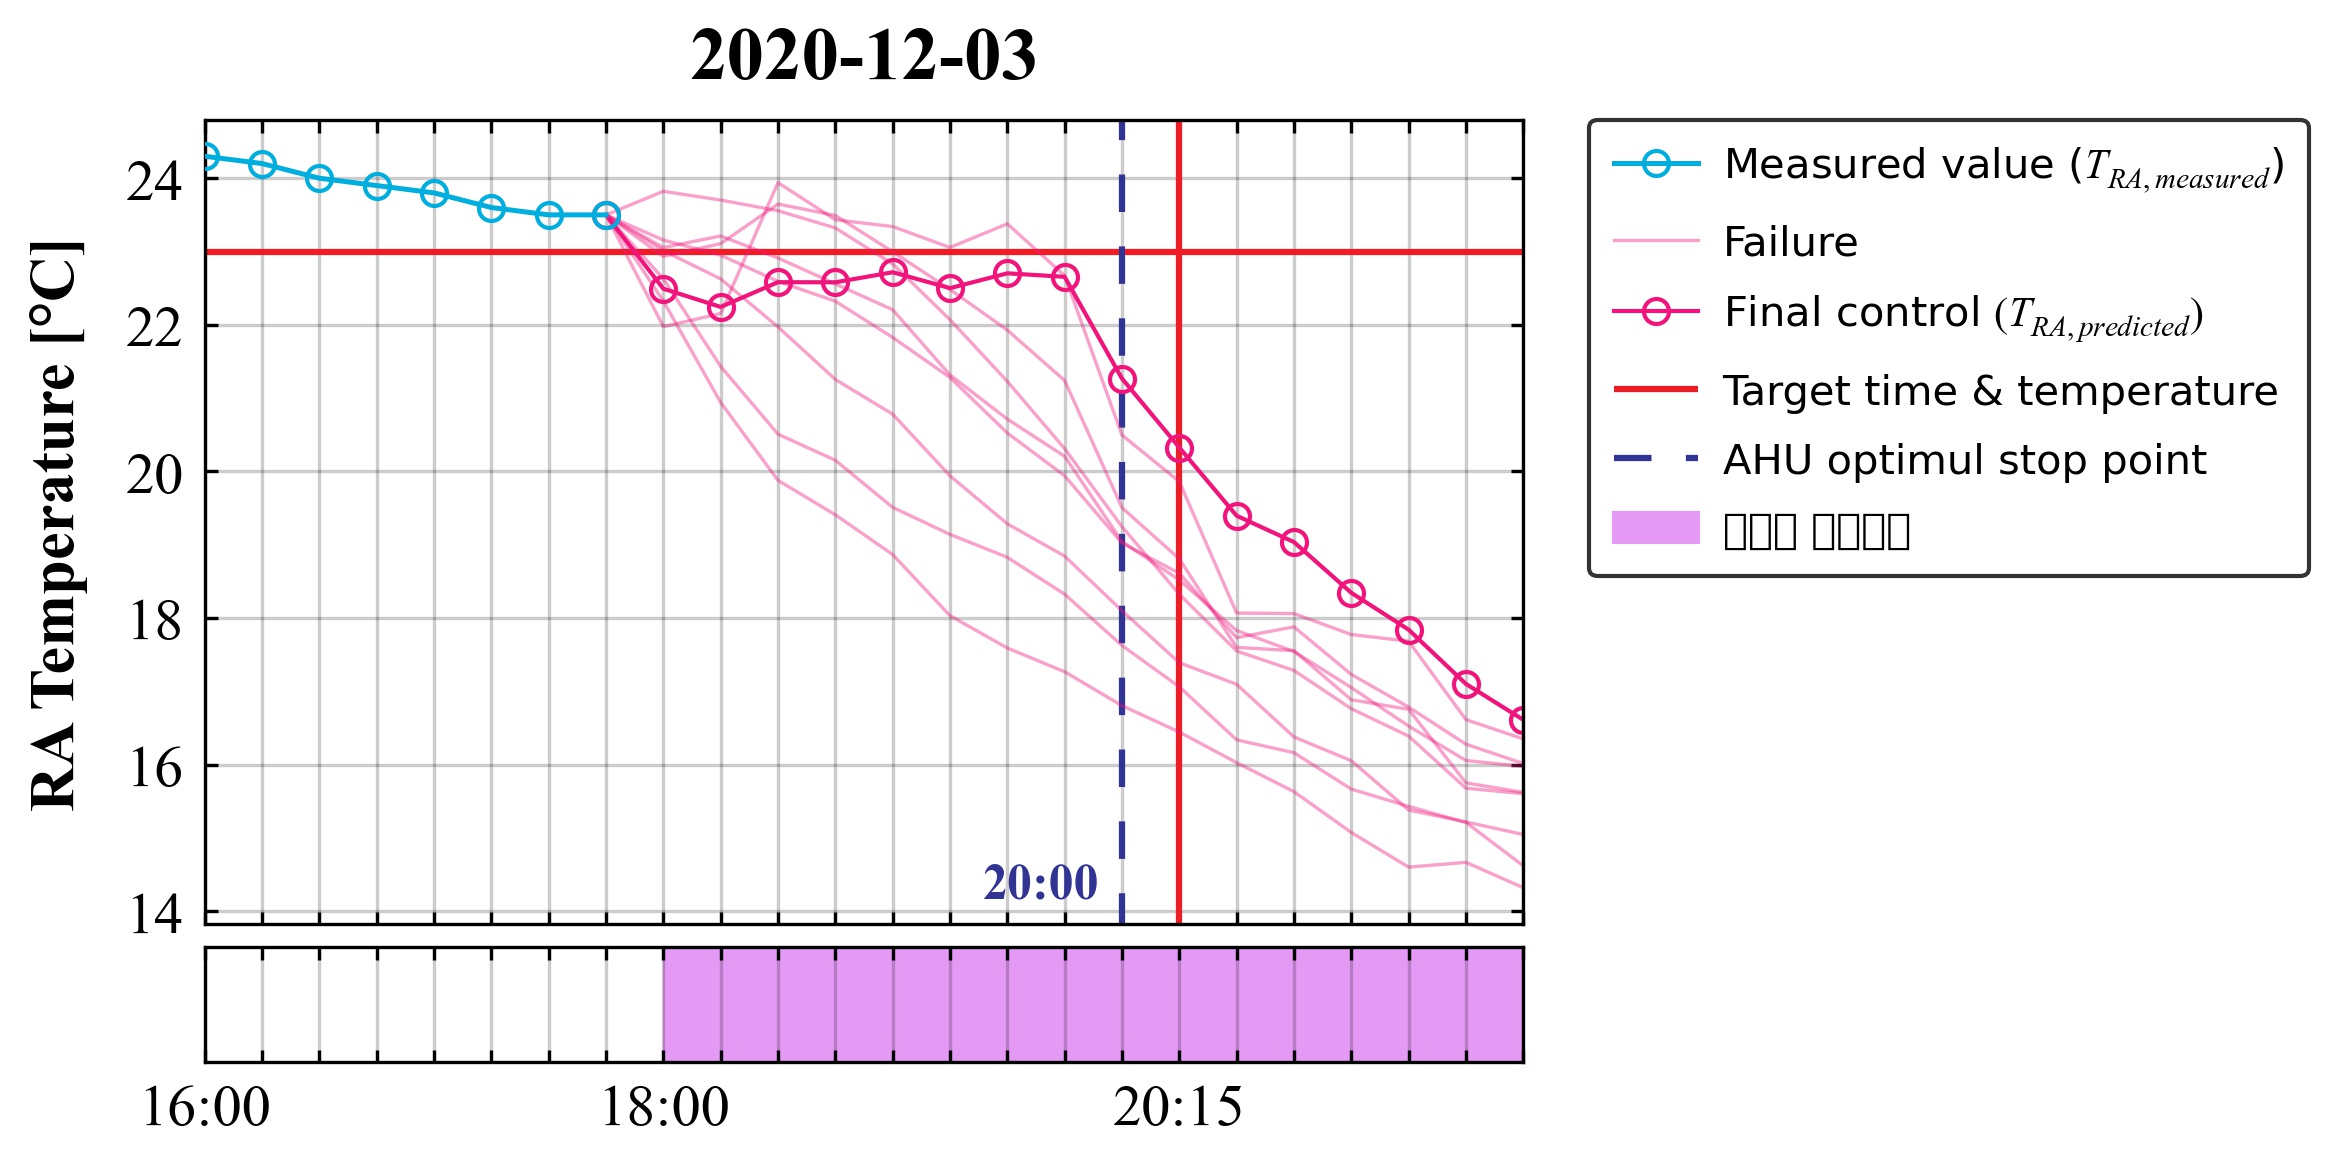 2020-12-03
RA Temperature [°C]
24
22
20
18
16
14
20:00
16:00
18:00
20:15
Measured value (T_RA, measured)
Failure
Final control (T_RA, predicted)
Target time & temperature
AHU optimul stop point